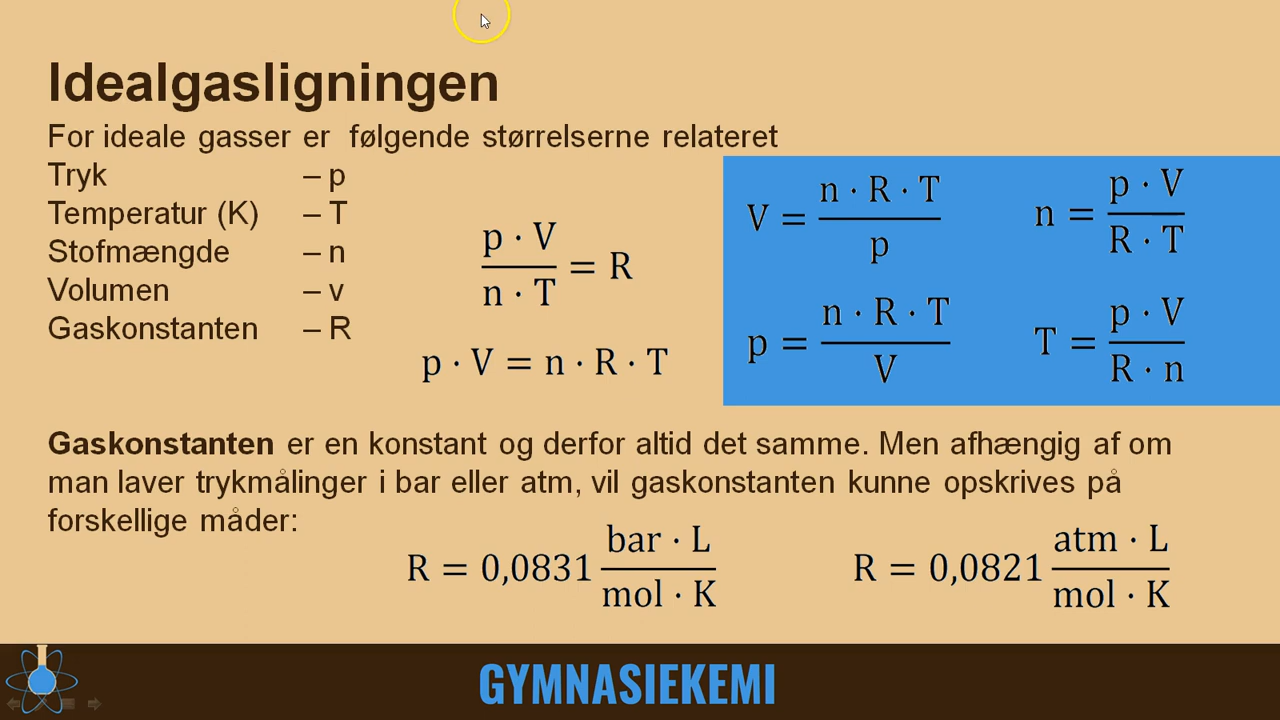 Idealgasligningen
For ideale gasser er følgende størrelserne relateret
Tryk – p
Temperatur (K) – T
Stofmængde – n
Volumen – v
Gaskonstanten – R
p · V / n · T = R
p · V = n · R · T
V = n · R · T / p
n = p · V / R · T
p = n · R · T / V
T = p · V / R · n
Gaskonstanten er en konstant og derfor altid det samme. Men afhængig af om
man laver trykmålinger i bar eller atm, vil gaskonstanten kunne opskrives på
forskellige måder:
R = 0,0831 bar · L / mol · K
R = 0,0821 atm · L / mol · K
GYMNASIEKEMI